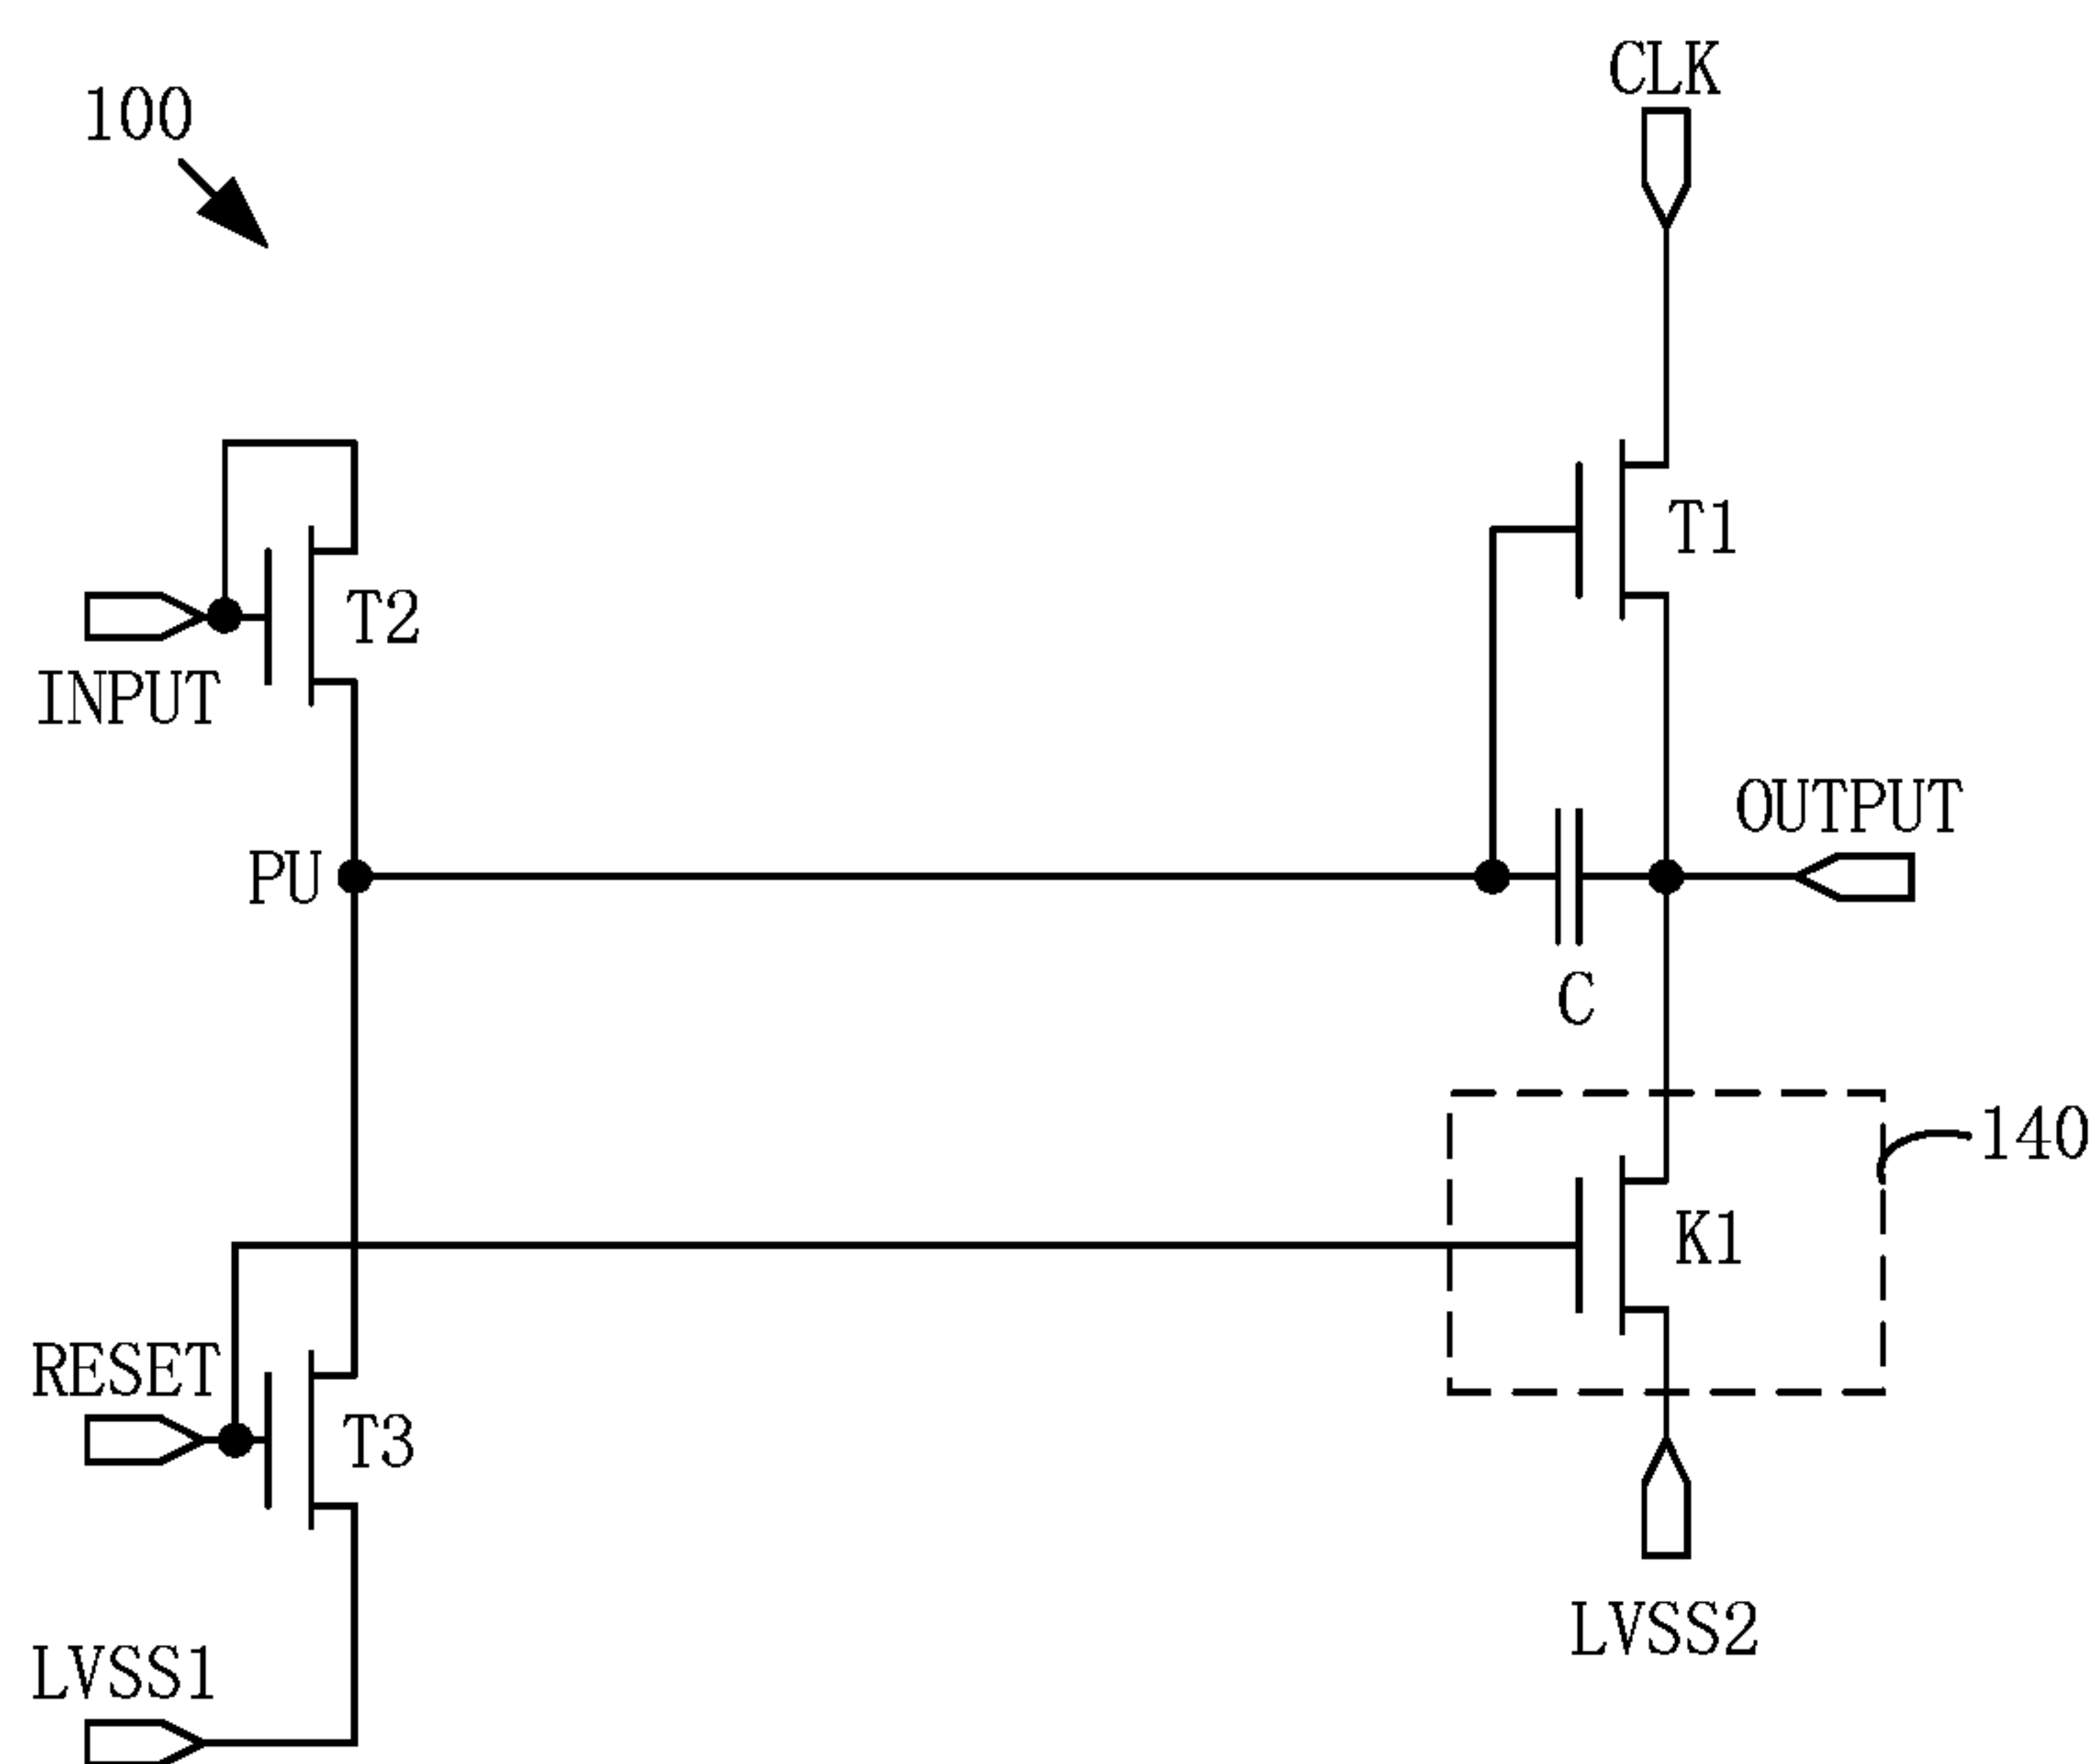 CLK
100
T1
T2
INPUT
OUTPUT
PU
C
140
K1
RESET
T3
LVSS2
LVSS1